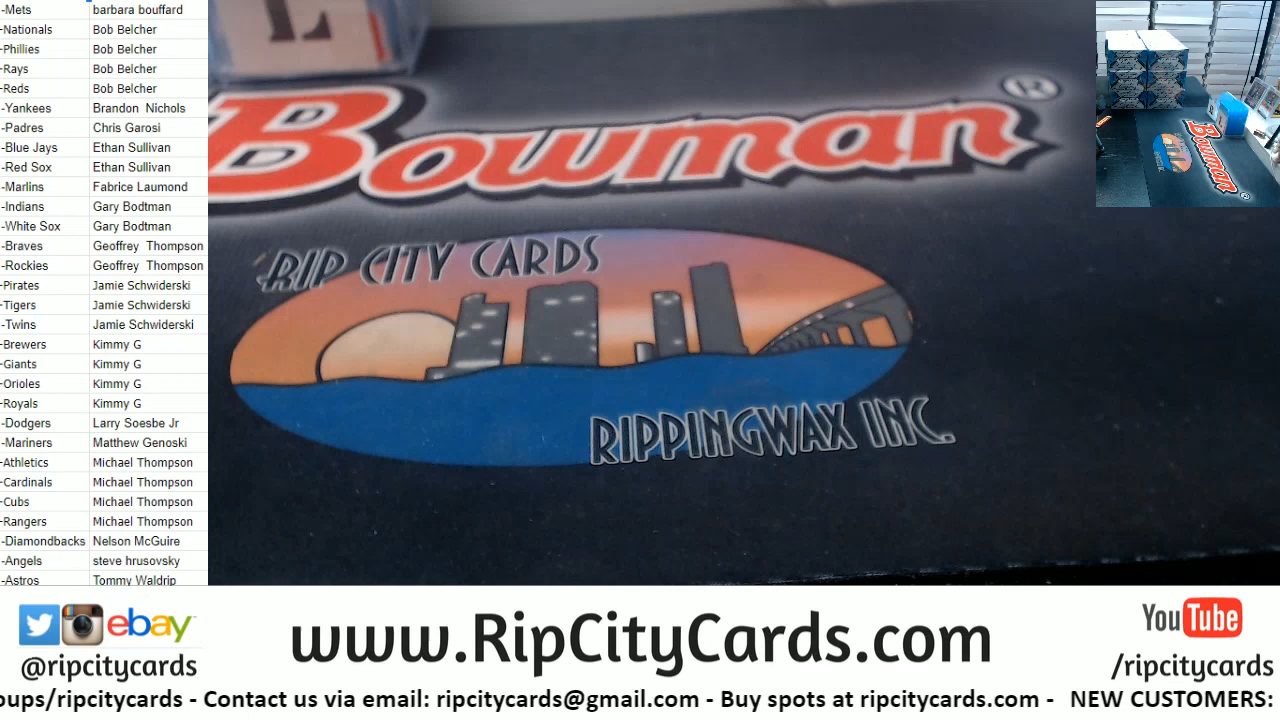 -Mets barbara bouffard
-Nationals Bob Belcher
-Phillies Bob Belcher
-Rays Bob Belcher
-Reds Bob Belcher
-Yankees Brandon Nichols
-Padres Chris Garosi
-Blue Jays Ethan Sullivan
-Red Sox Ethan Sullivan
-Marlins Fabrice Laumond
-Indians Gary Bodtman
-White Sox Gary Bodtman
-Braves Geoffrey Thompson
-Rockies Geoffrey Thompson
-Pirates Jamie Schwiderski
-Tigers Jamie Schwiderski
-Twins Jamie Schwiderski
-Brewers Kimmy G
-Giants Kimmy G
-Orioles Kimmy G
-Royals Kimmy G
-Dodgers Larry Soesbe Jr
-Mariners Matthew Genoski
-Athletics Michael Thompson
-Cardinals Michael Thompson
-Cubs Michael Thompson
-Rangers Michael Thompson
-Diamondbacks Nelson McGuire
-Angels steve hrusovsky
-Astros Tommy Waldrip
L
Bowman®
RIP CITY CARDS
RIPPINGWAX INC.
Bowman®
ebay
@ripcitycards
www.RipCityCards.com
YouTube
/ripcitycards
oups/ripcitycards - Contact us via email: ripcitycards@gmail.com - Buy spots at ripcitycards.com - NEW CUSTOMERS: